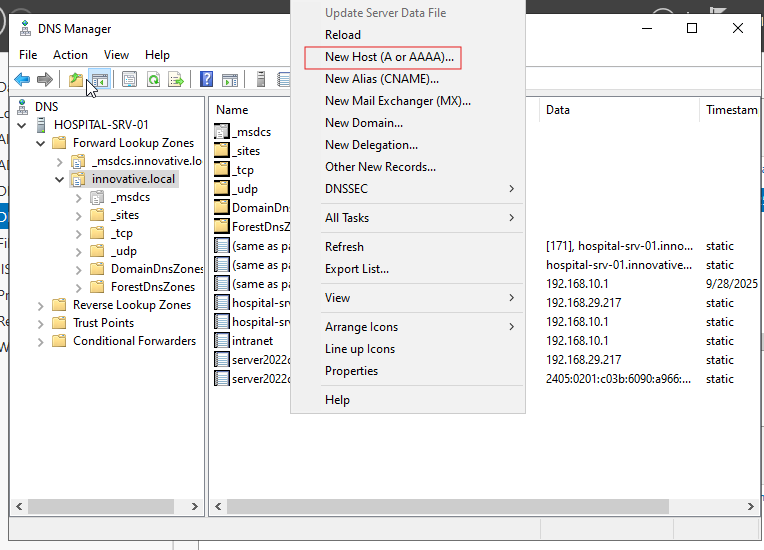 DNS Manager
File Action View Help
DNS
HOSPITAL-SRV-01
Forward Lookup Zones
_msdcs.innovative.lo
innovative.local
_msdcs
_sites
_tcp
_udp
DomainDnsZones
ForestDnsZones
Reverse Lookup Zones
Trust Points
Conditional Forwarders
Name Data Timestam
_msdcs
_sites
_tcp
_udp
DomainDns
ForestDnsZ
(same as pa [171], hospital-srv-01.inno... static
(same as pa hospital-srv-01.innovative... static
(same as pa 192.168.10.1 9/28/2025
hospital-srv 192.168.29.217 static
hospital-srv 192.168.10.1 static
intranet 192.168.10.1 static
server2022c 192.168.29.217 static
server2022c 2405:0201:c03b:6090:a966:... static
Update Server Data File
Reload
New Host (A or AAAA)...
New Alias (CNAME)...
New Mail Exchanger (MX)...
New Domain...
New Delegation...
Other New Records...
DNSSEC
All Tasks
Refresh
Export List...
View
Arrange Icons
Line up Icons
Properties
Help